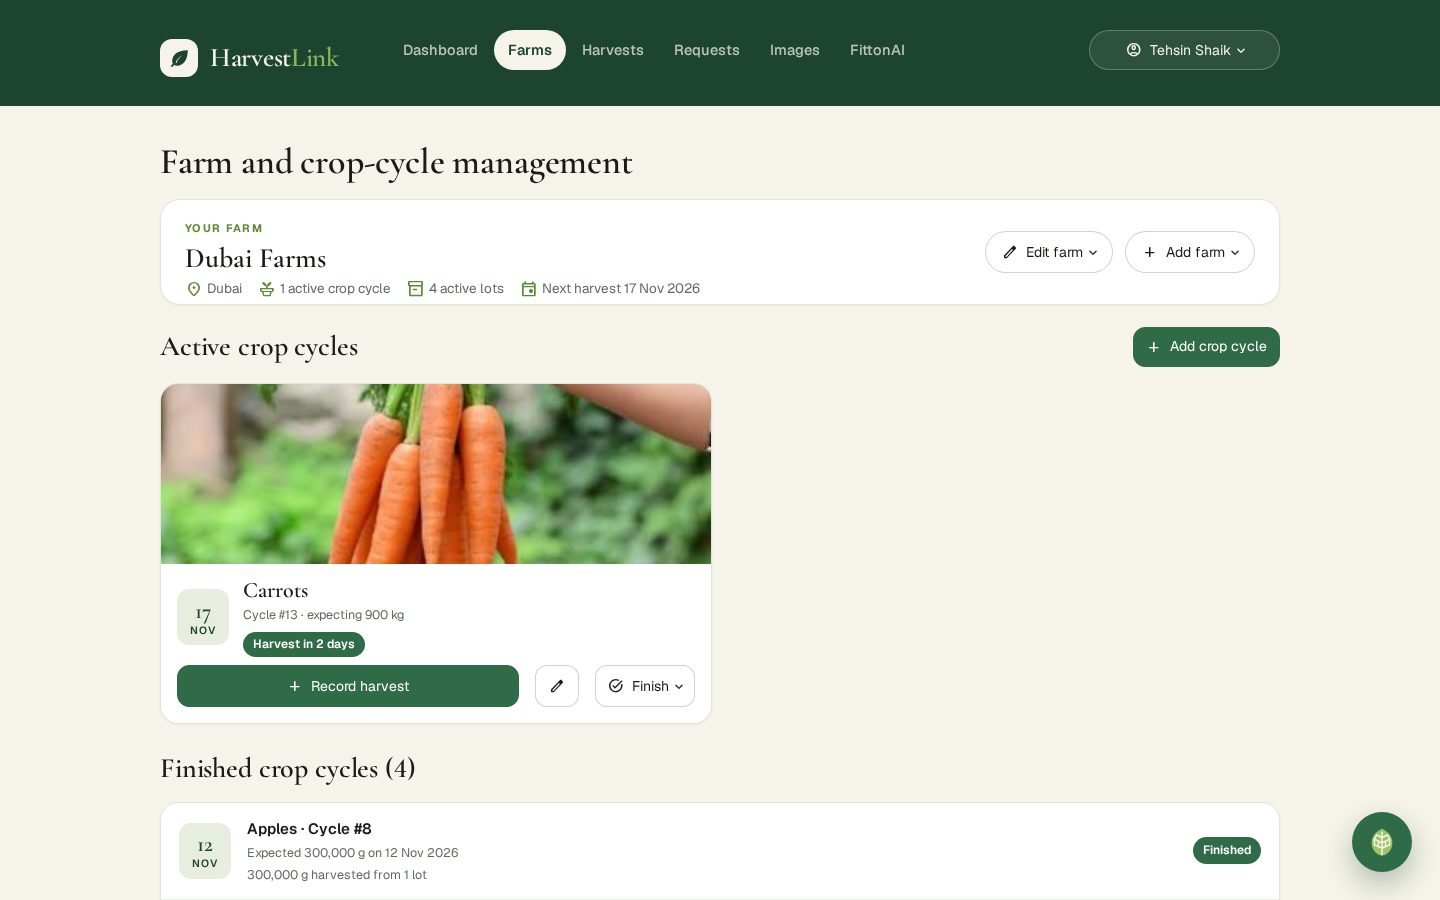 HarvestLink
Dashboard
Farms
Harvests
Requests
Images
FittonAI
Tehsin Shaik
Farm and crop-cycle management
YOUR FARM
Dubai Farms
Dubai
1 active crop cycle
4 active lots
Next harvest 17 Nov 2026
Edit farm
Add farm
Active crop cycles
Add crop cycle
17
NOV
Carrots
Cycle #13 · expecting 900 kg
Harvest in 2 days
Record harvest
Finish
Finished crop cycles (4)
12
NOV
Apples · Cycle #8
Expected 300,000 g on 12 Nov 2026
300,000 g harvested from 1 lot
Finished